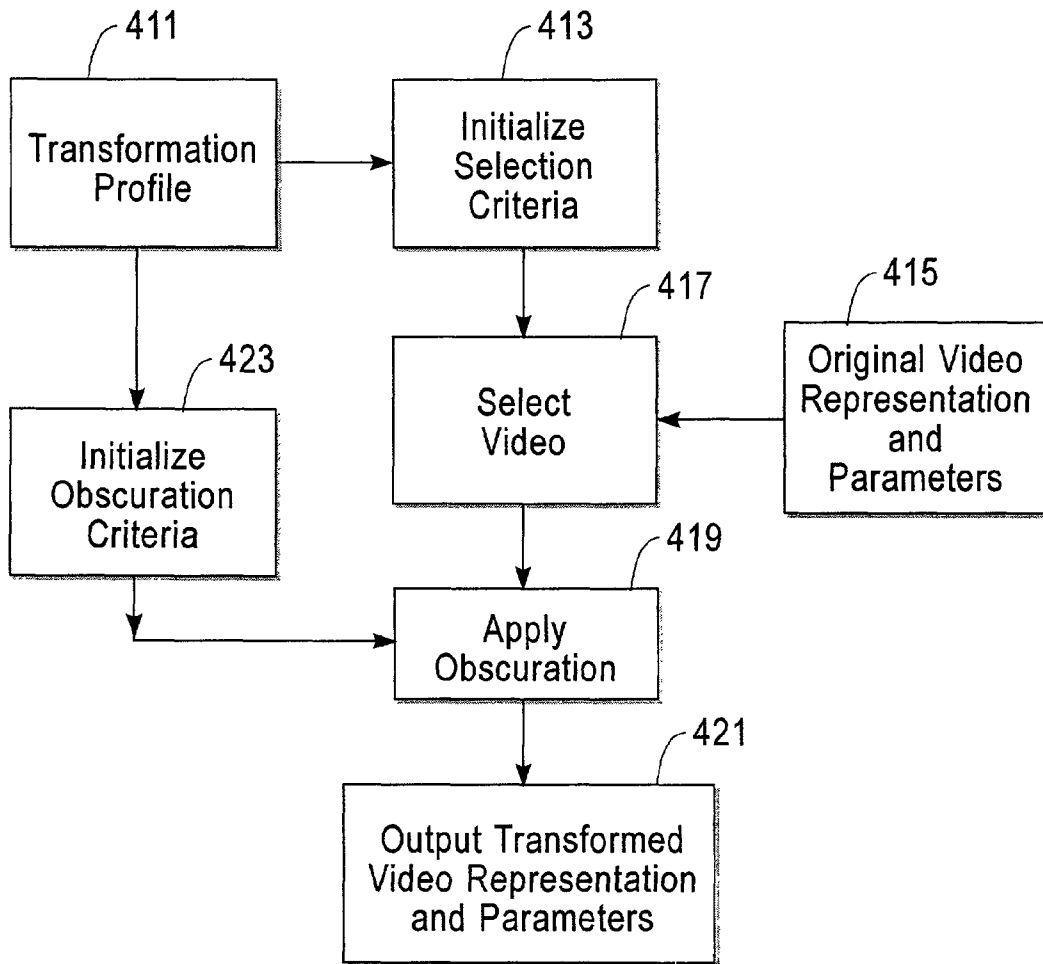 411
Transformation
Profile
413
Initialize
Selection
Criteria
417
Select
Video
415
Original Video
Representation
and
Parameters
423
Initialize
Obscuration
Criteria
419
Apply
Obscuration
421
Output Transformed
Video Representation
and Parameters